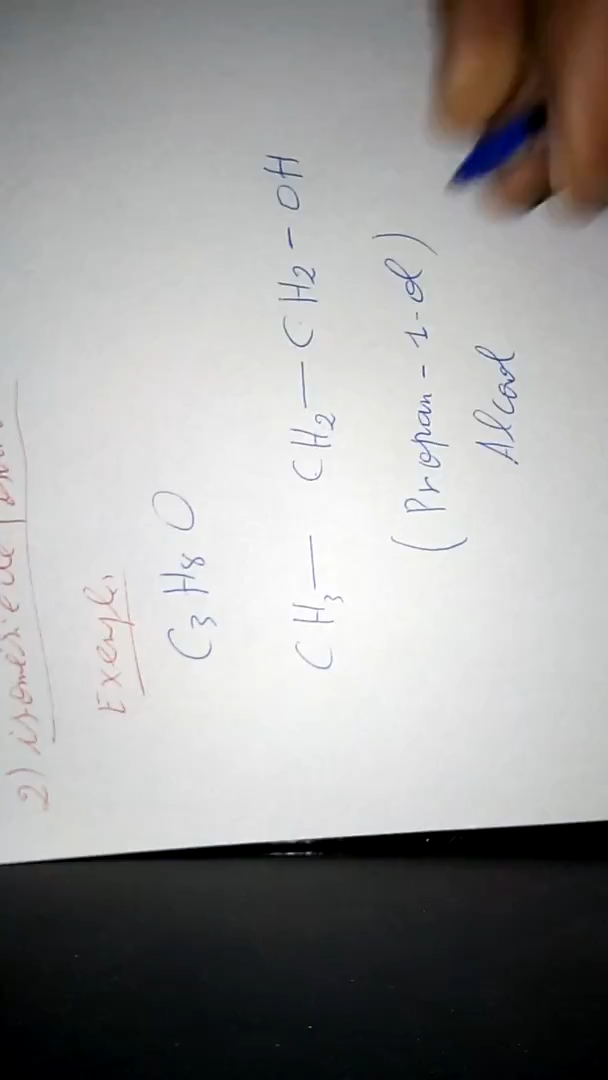 2) isomérie de
Exemple
C3H8O
CH3 — CH2 — CH2 - OH
(Propan - 1 - ol)
Alcool